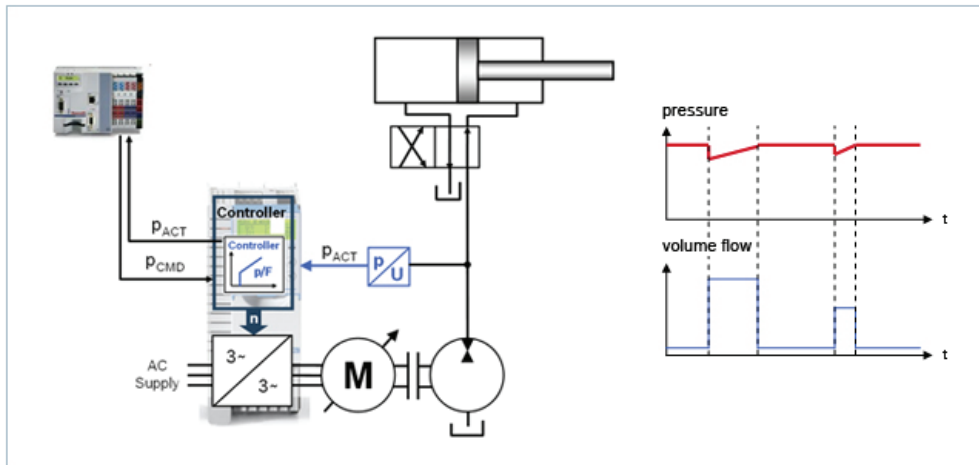 pressure
t
volume flow
t
Controller
Controller
p/F
pACT
pCMD
pACT
p
U
n
AC
Supply
3~
3~
M